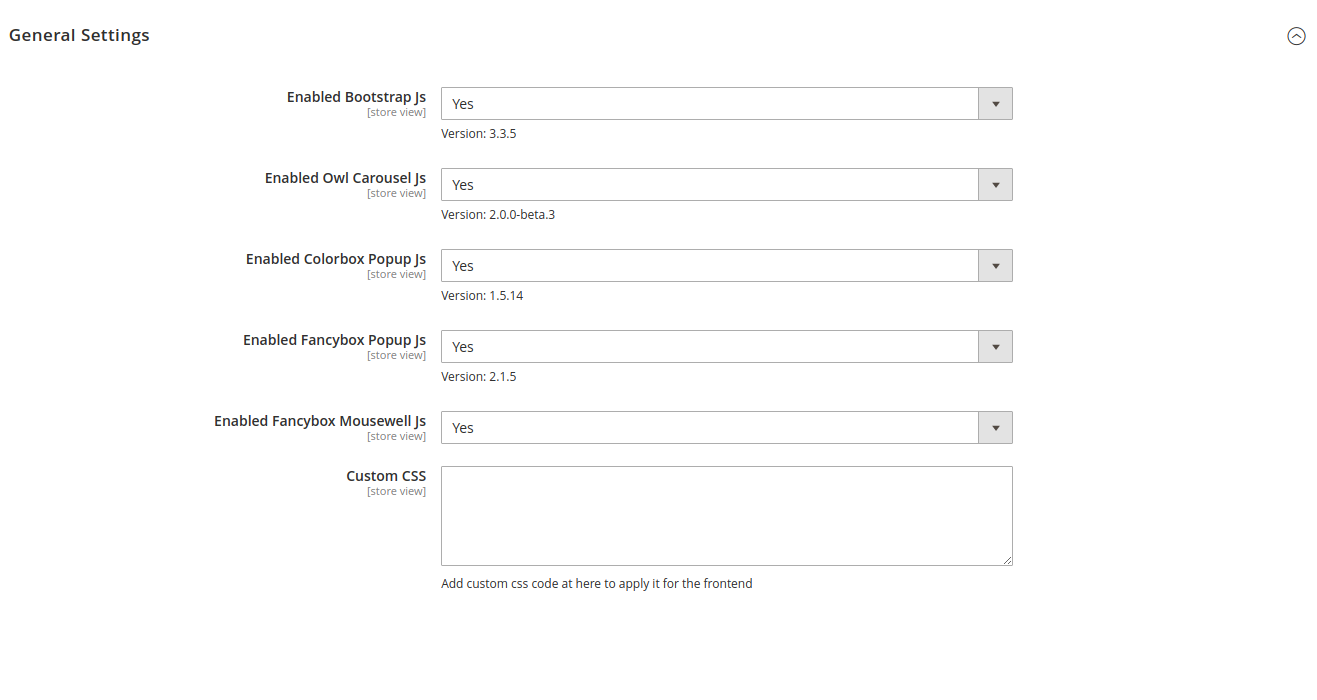 General Settings
Enabled Bootstrap Js
[store view]
Yes
Version: 3.3.5
Enabled Owl Carousel Js
[store view]
Yes
Version: 2.0.0-beta.3
Enabled Colorbox Popup Js
[store view]
Yes
Version: 1.5.14
Enabled Fancybox Popup Js
[store view]
Yes
Version: 2.1.5
Enabled Fancybox Mousewell Js
[store view]
Yes
Custom CSS
[store view]
Add custom css code at here to apply it for the frontend